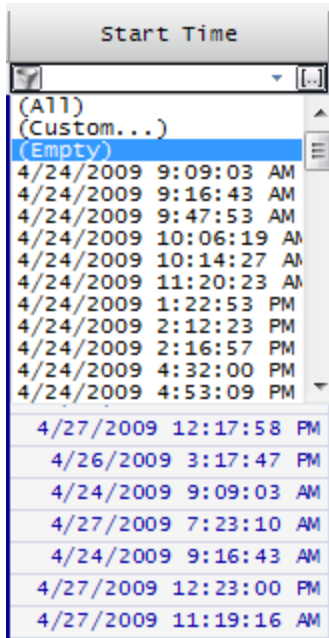 Start Time
[..]
(All)
(Custom...)
(Empty)
4/24/2009 9:09:03 AM
4/24/2009 9:16:43 AM
4/24/2009 9:47:53 AM
4/24/2009 10:06:19 AM
4/24/2009 10:14:27 AM
4/24/2009 11:20:23 AM
4/24/2009 1:22:53 PM
4/24/2009 2:12:23 PM
4/24/2009 2:16:57 PM
4/24/2009 4:32:00 PM
4/24/2009 4:53:09 PM
4/27/2009 12:17:58 PM
4/26/2009 3:17:47 PM
4/24/2009 9:09:03 AM
4/27/2009 7:23:10 AM
4/24/2009 9:16:43 AM
4/27/2009 12:23:00 PM
4/27/2009 11:19:16 AM